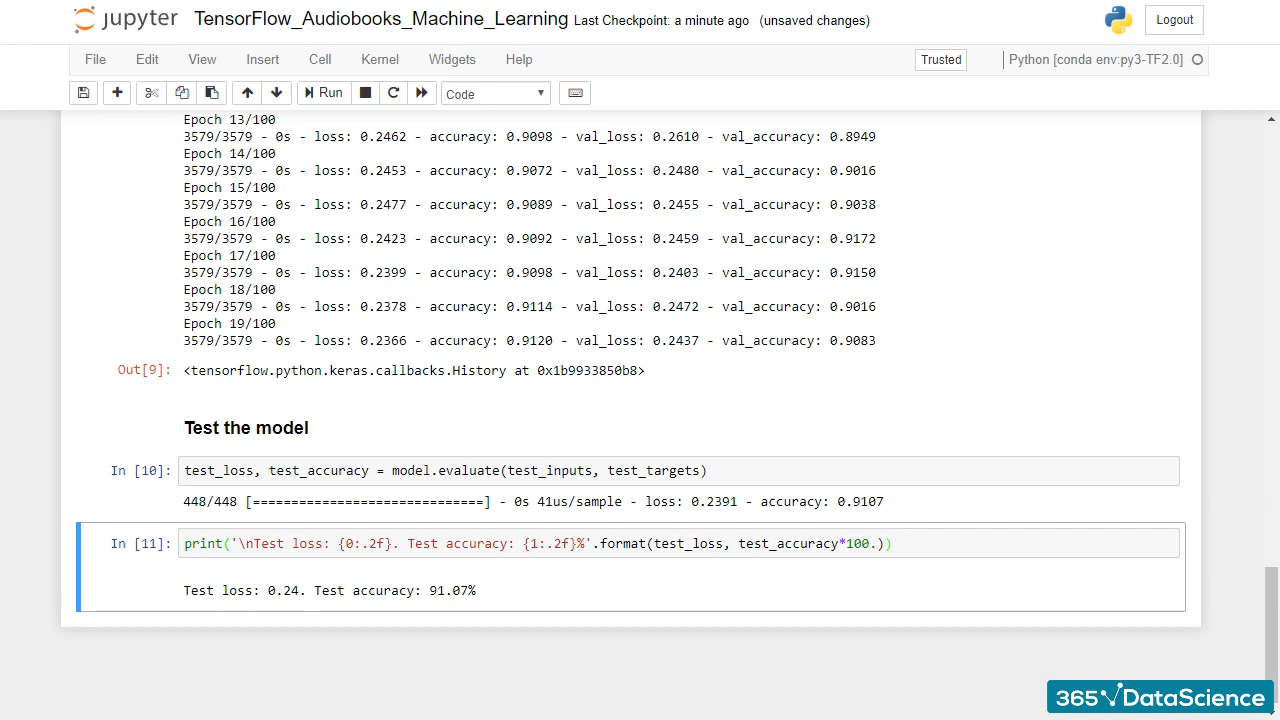 jupyter TensorFlow_Audiobooks_Machine_Learning Last Checkpoint: a minute ago (unsaved changes) Logout
File Edit View Insert Cell Kernel Widgets Help Trusted Python [conda env:py3-TF2.0]
Run Code
Epoch 13/100
3579/3579 - 0s - loss: 0.2462 - accuracy: 0.9098 - val_loss: 0.2610 - val_accuracy: 0.8949
Epoch 14/100
3579/3579 - 0s - loss: 0.2453 - accuracy: 0.9072 - val_loss: 0.2480 - val_accuracy: 0.9016
Epoch 15/100
3579/3579 - 0s - loss: 0.2477 - accuracy: 0.9089 - val_loss: 0.2455 - val_accuracy: 0.9038
Epoch 16/100
3579/3579 - 0s - loss: 0.2423 - accuracy: 0.9092 - val_loss: 0.2459 - val_accuracy: 0.9172
Epoch 17/100
3579/3579 - 0s - loss: 0.2399 - accuracy: 0.9098 - val_loss: 0.2403 - val_accuracy: 0.9150
Epoch 18/100
3579/3579 - 0s - loss: 0.2378 - accuracy: 0.9114 - val_loss: 0.2472 - val_accuracy: 0.9016
Epoch 19/100
3579/3579 - 0s - loss: 0.2366 - accuracy: 0.9120 - val_loss: 0.2437 - val_accuracy: 0.9083
Out[9]: <tensorflow.python.keras.callbacks.History at 0x1b9933850b8>
Test the model
In [10]: test_loss, test_accuracy = model.evaluate(test_inputs, test_targets)
448/448 [==============================] - 0s 41us/sample - loss: 0.2391 - accuracy: 0.9107
In [11]: print('\nTest loss: {0:.2f}. Test accuracy: {1:.2f}%'.format(test_loss, test_accuracy*100.))
Test loss: 0.24. Test accuracy: 91.07%
365 DataScience